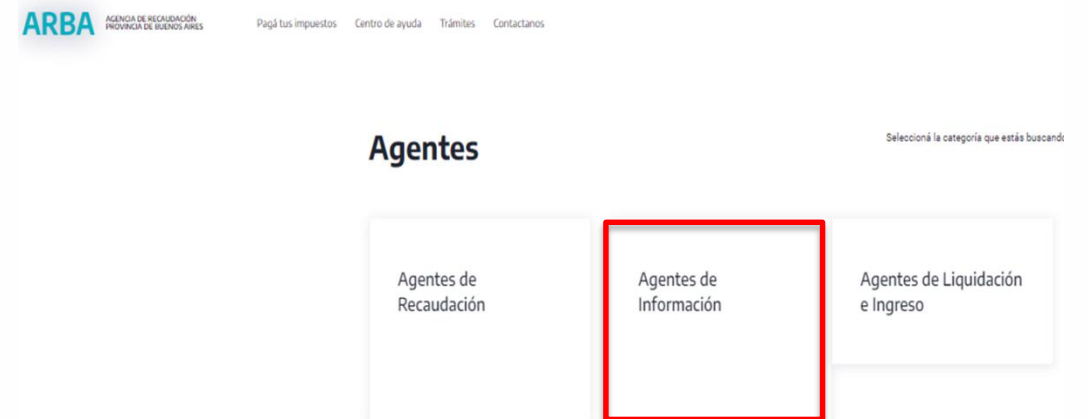 ARBA
AGENCIA DE RECAUDACIÓN
PROVINCIA DE BUENOS AIRES
Pagá tus impuestos
Centro de ayuda
Trámites
Contactanos
Agentes
Seleccioná la categoría que estás buscando
Agentes de
Recaudación
Agentes de
Información
Agentes de Liquidación
e Ingreso